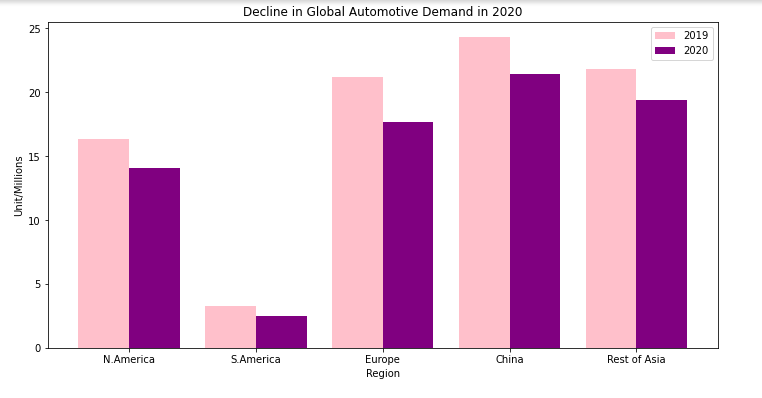 Decline in Global Automotive Demand in 2020
2019
2020
25
20
15
10
5
0
Unit/Millions
N.America
S.America
Europe
China
Rest of Asia
Region